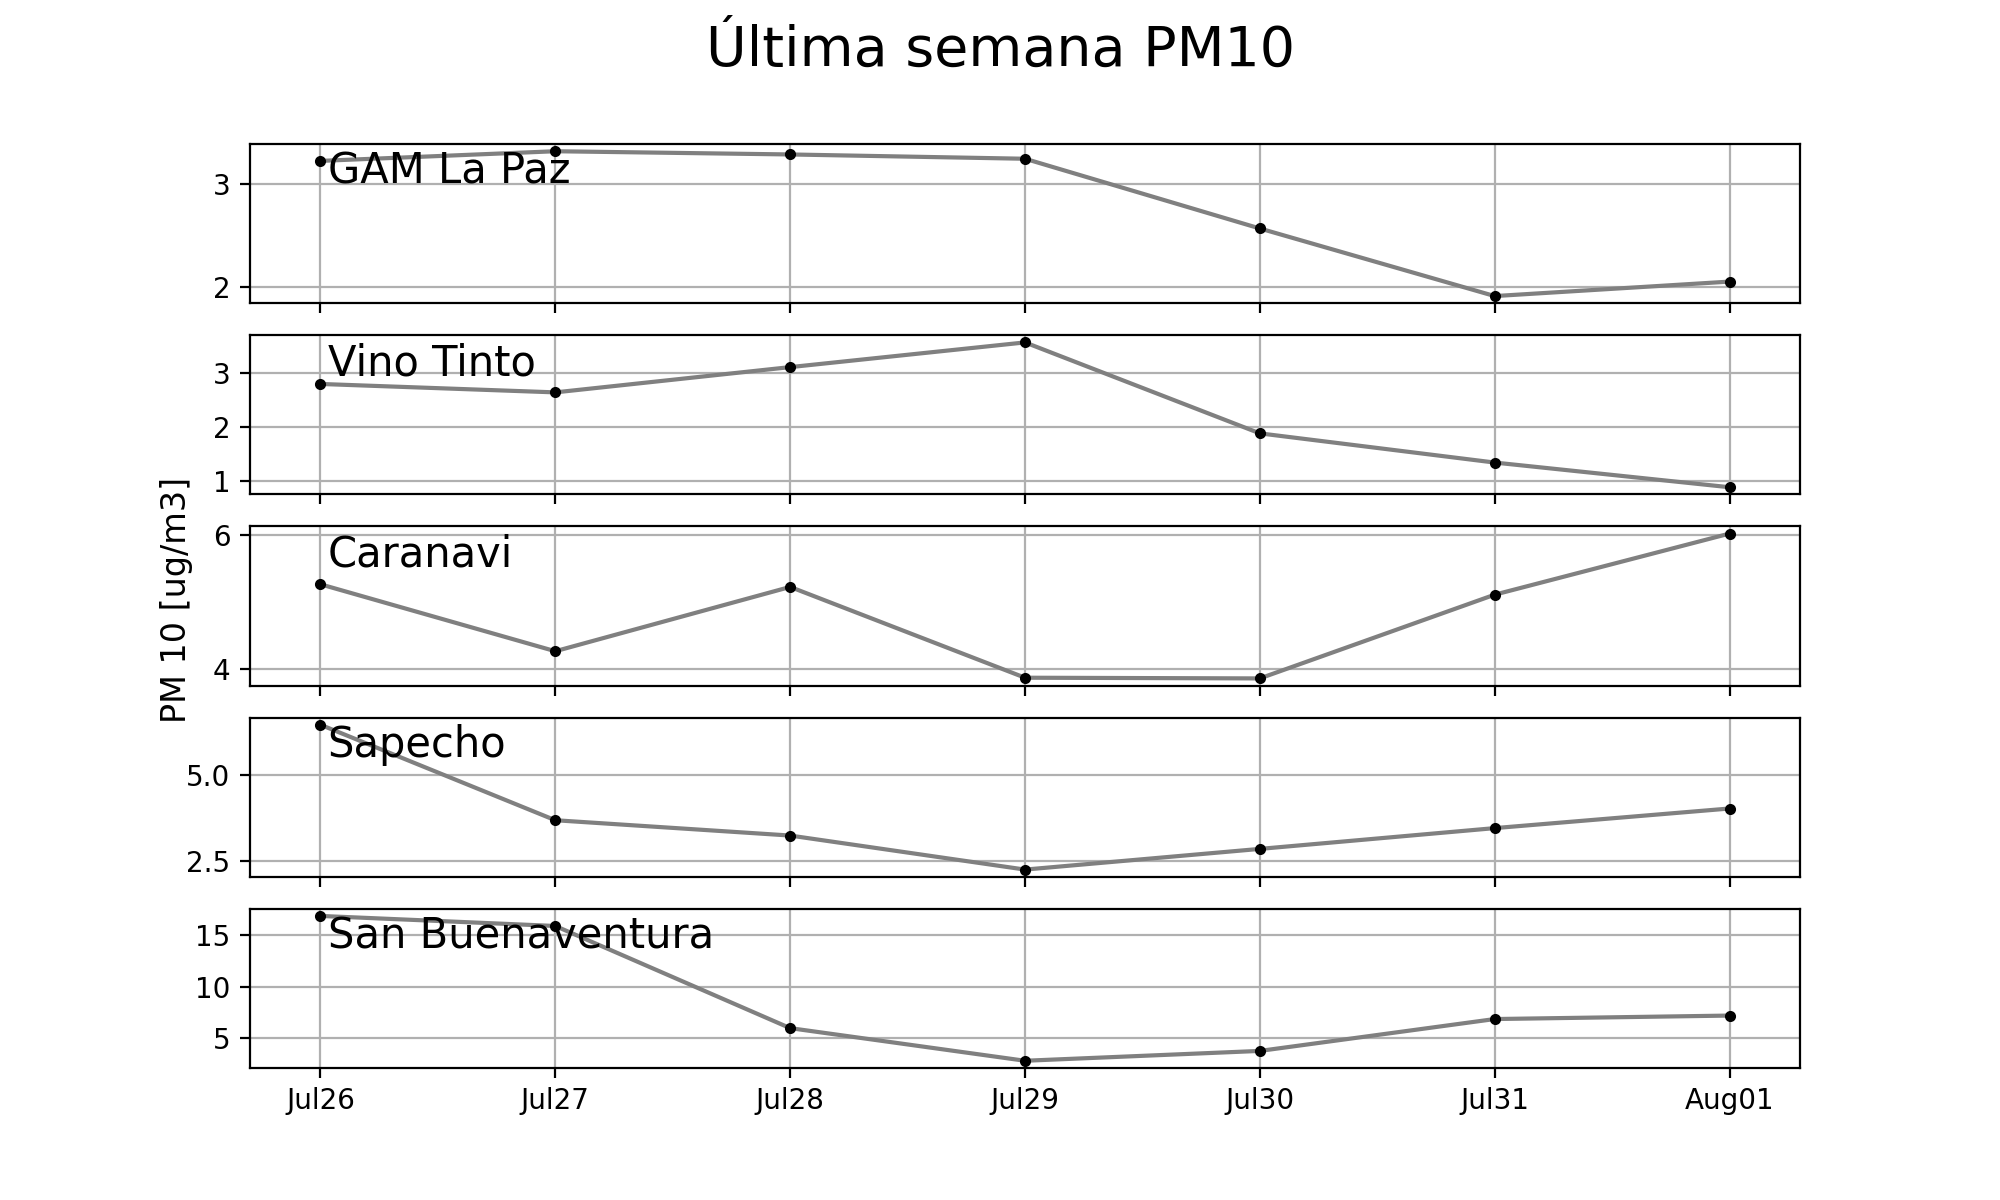 Última semana PM10
GAM La Paz
3
2
Vino Tinto
3
2
1
PM 10 [ug/m3]
Caranavi
6
4
Sapecho
5.0
2.5
San Buenaventura
15
10
5
Jul26 Jul27 Jul28 Jul29 Jul30 Jul31 Aug01